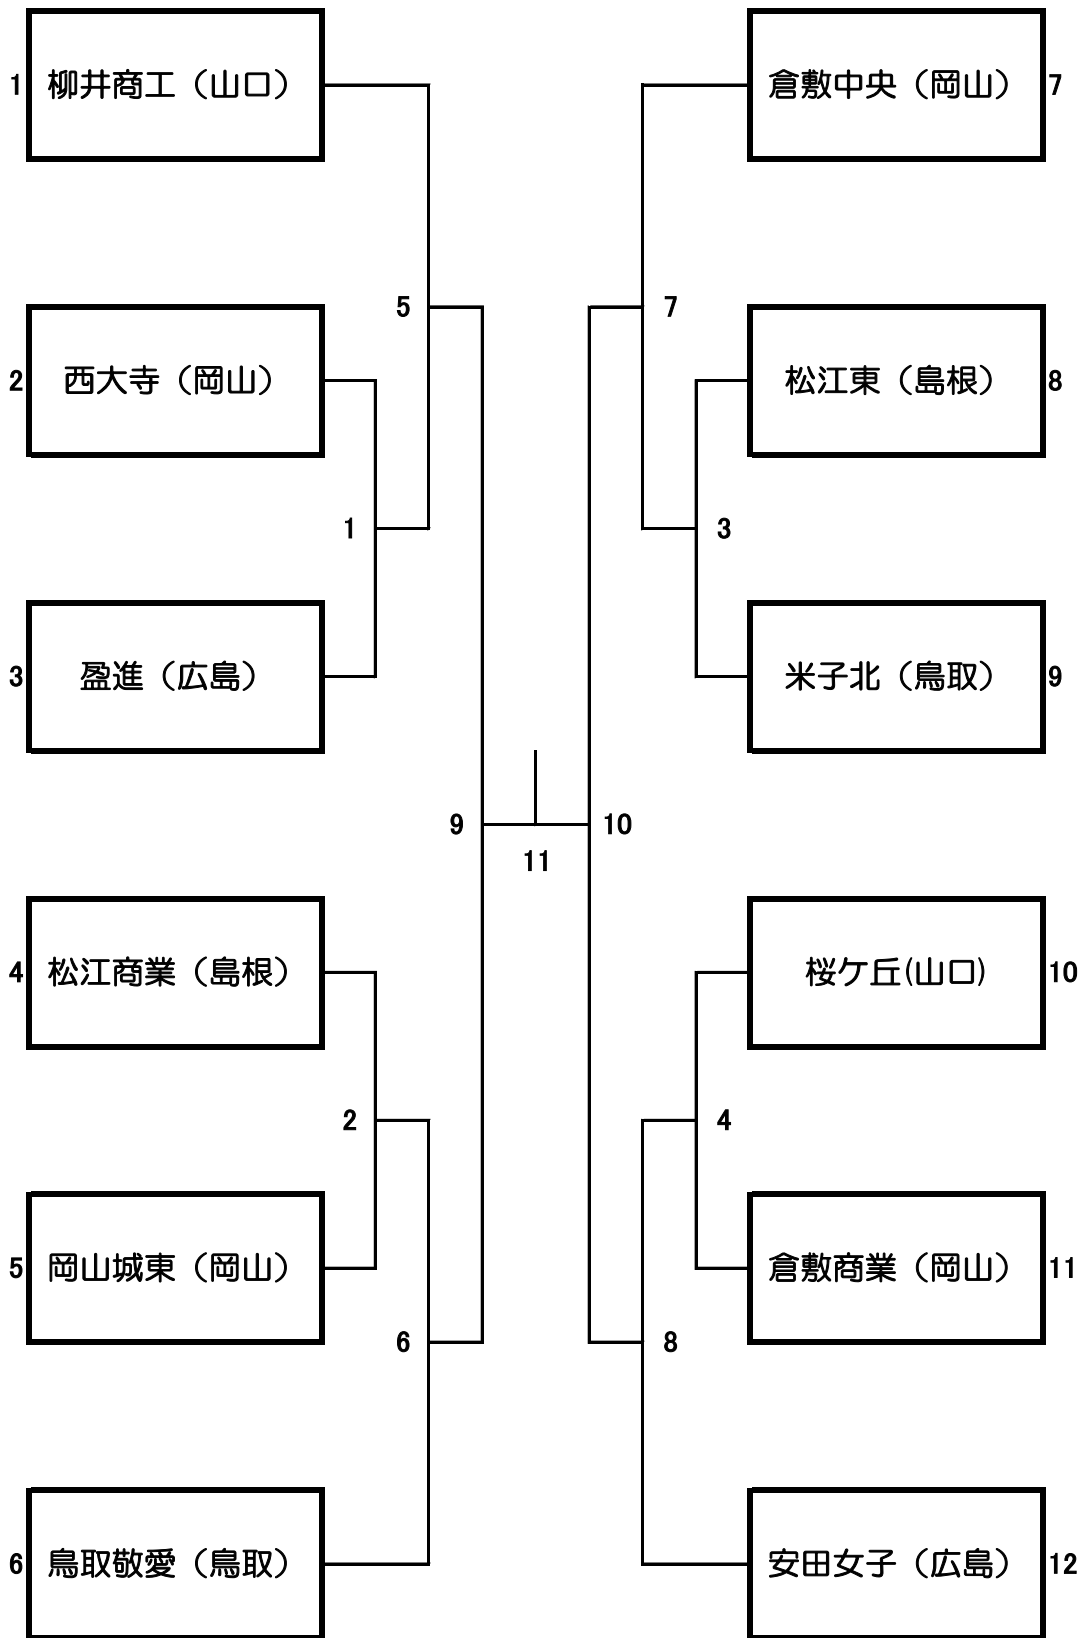 1 柳井商工（山口）
倉敷中央（岡山） 7
5
7
2 西大寺（岡山）
松江東（島根） 8
1
3
3 盈進（広島）
米子北（鳥取） 9
9
10
11
4 松江商業（島根）
桜ケ丘(山口) 10
2
4
5 岡山城東（岡山）
倉敷商業（岡山） 11
6
8
6 鳥取敬愛（鳥取）
安田女子（広島） 12